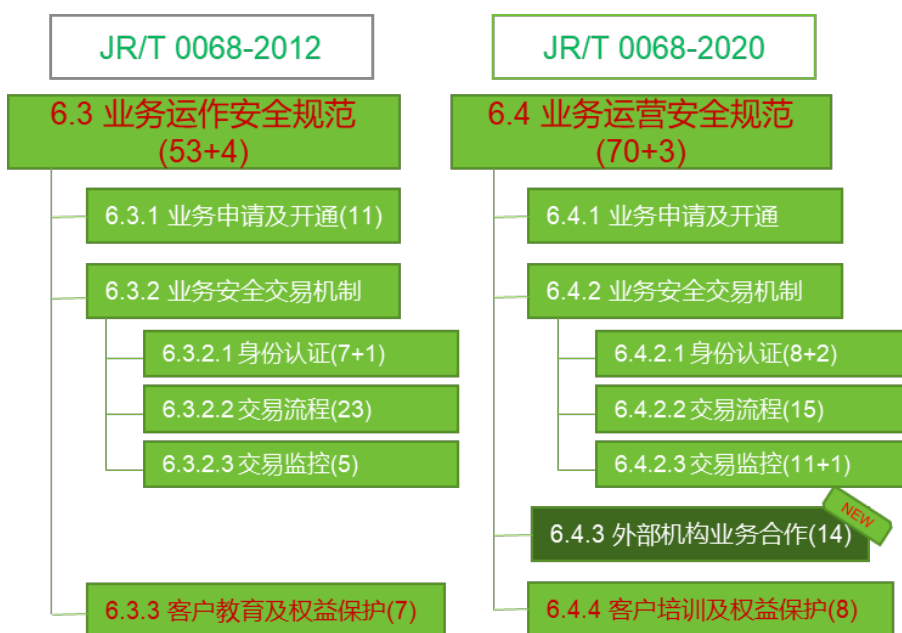 JR/T 0068-2012
6.3 业务运作安全规范
(53+4)
6.3.1 业务申请及开通(11)
6.3.2 业务安全交易机制
6.3.2.1 身份认证(7+1)
6.3.2.2 交易流程(23)
6.3.2.3 交易监控(5)
6.3.3 客户教育及权益保护(7)
JR/T 0068-2020
6.4 业务运营安全规范
(70+3)
6.4.1 业务申请及开通
6.4.2 业务安全交易机制
6.4.2.1 身份认证(8+2)
6.4.2.2 交易流程(15)
6.4.2.3 交易监控(11+1)
NEW
6.4.3 外部机构业务合作(14)
6.4.4 客户培训及权益保护(8)